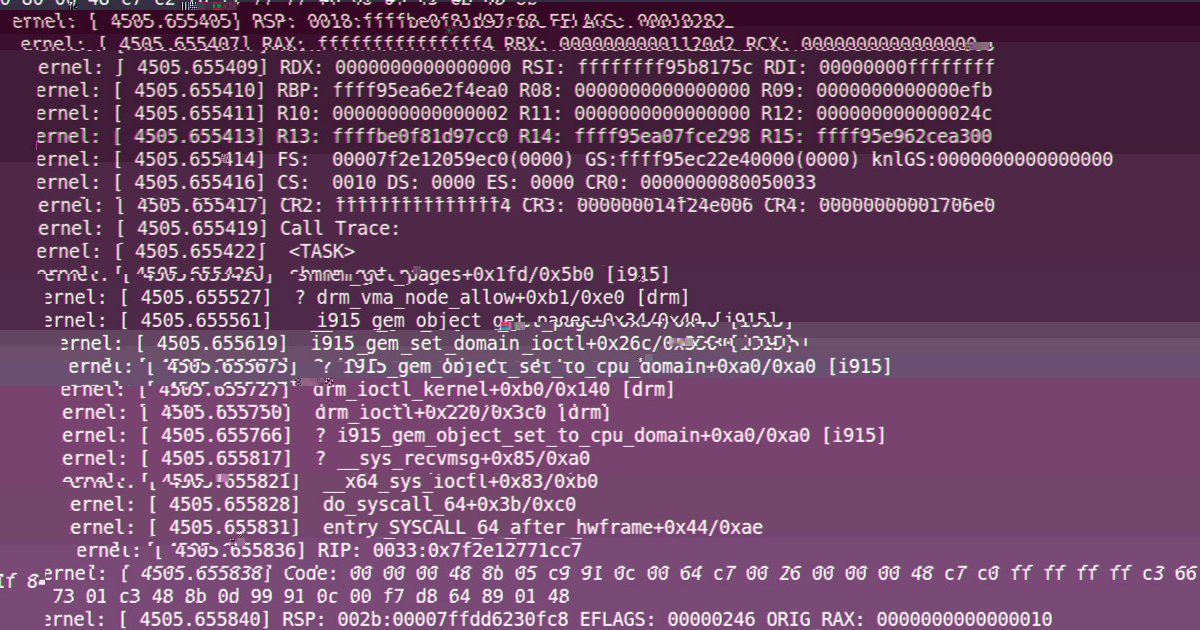 ernel: [ 4505.655405] RSP: 0018:ffffbe0f81d97cf8 EFLAGS: 00010282
ernel: [ 4505.655407] RAX: fffffffffffffff4 RBX: 00000000001120d2 RCX:
ernel: [ 4505.655409] RDX: 0000000000000000 RSI: ffffffff95b8175c RDI: 00000000ffffffff
ernel: [ 4505.655410] RBP: ffff95ea6e2f4ea0 R08: 0000000000000000 R09: 0000000000000efb
ernel: [ 4505.655411] R10: 0000000000000002 R11: 0000000000000000 R12: 000000000000024c
ernel: [ 4505.655413] R13: ffffbe0f81d97cc0 R14: ffff95ea07fce298 R15: ffff95e962cea300
ernel: [ 4505.655414] FS: 00007f2e12059ec0(0000) GS:ffff95ec22e40000(0000) knlGS:0000000000000000
ernel: [ 4505.655416] CS: 0010 DS: 0000 ES: 0000 CR0: 0000000080050033
ernel: [ 4505.655417] CR2: fffffffffffffff4 CR3: 000000014f24e006 CR4: 00000000001706e0
ernel: [ 4505.655419] Call Trace:
ernel: [ 4505.655422] <TASK>
ernel: [ 4505.655426] shmem_get_pages+0x1fd/0x5b0 [i915]
ernel: [ 4505.655527] ? drm_vma_node_allow+0xb1/0xe0 [drm]
ernel: [ 4505.655561] __i915_gem_object_get_pages+0x34/0x40 [i915]
ernel: [ 4505.655619] i915_gem_set_domain_ioctl+0x26c/
ernel: [ 4505.655675] ? i915_gem_object_set_to_cpu_domain+0xa0/0xa0 [i915]
ernel: [ 4505.655727] drm_ioctl_kernel+0xb0/0x140 [drm]
ernel: [ 4505.655750] drm_ioctl+0x220/0x3c0 [drm]
ernel: [ 4505.655766] ? i915_gem_object_set_to_cpu_domain+0xa0/0xa0 [i915]
ernel: [ 4505.655817] ? __sys_recvmsg+0x85/0xa0
ernel: [ 4505.655821] __x64_sys_ioctl+0x83/0xb0
ernel: [ 4505.655828] do_syscall_64+0x3b/0xc0
ernel: [ 4505.655831] entry_SYSCALL_64_after_hwframe+0x44/0xae
ernel: [ 4505.655836] RIP: 0033:0x7f2e12771cc7
ernel: [ 4505.655838] Code: 00 00 00 48 8b 05 c9 91 0c 00 64 c7 00 26 00 00 00 48 c7 c0 ff ff ff ff c3 66
73 01 c3 48 8b 0d 99 91 0c 00 f7 d8 64 89 01 48
ernel: [ 4505.655840] RSP: 002b:00007ffdd6230fc8 EFLAGS: 00000246 ORIG_RAX: 0000000000000010